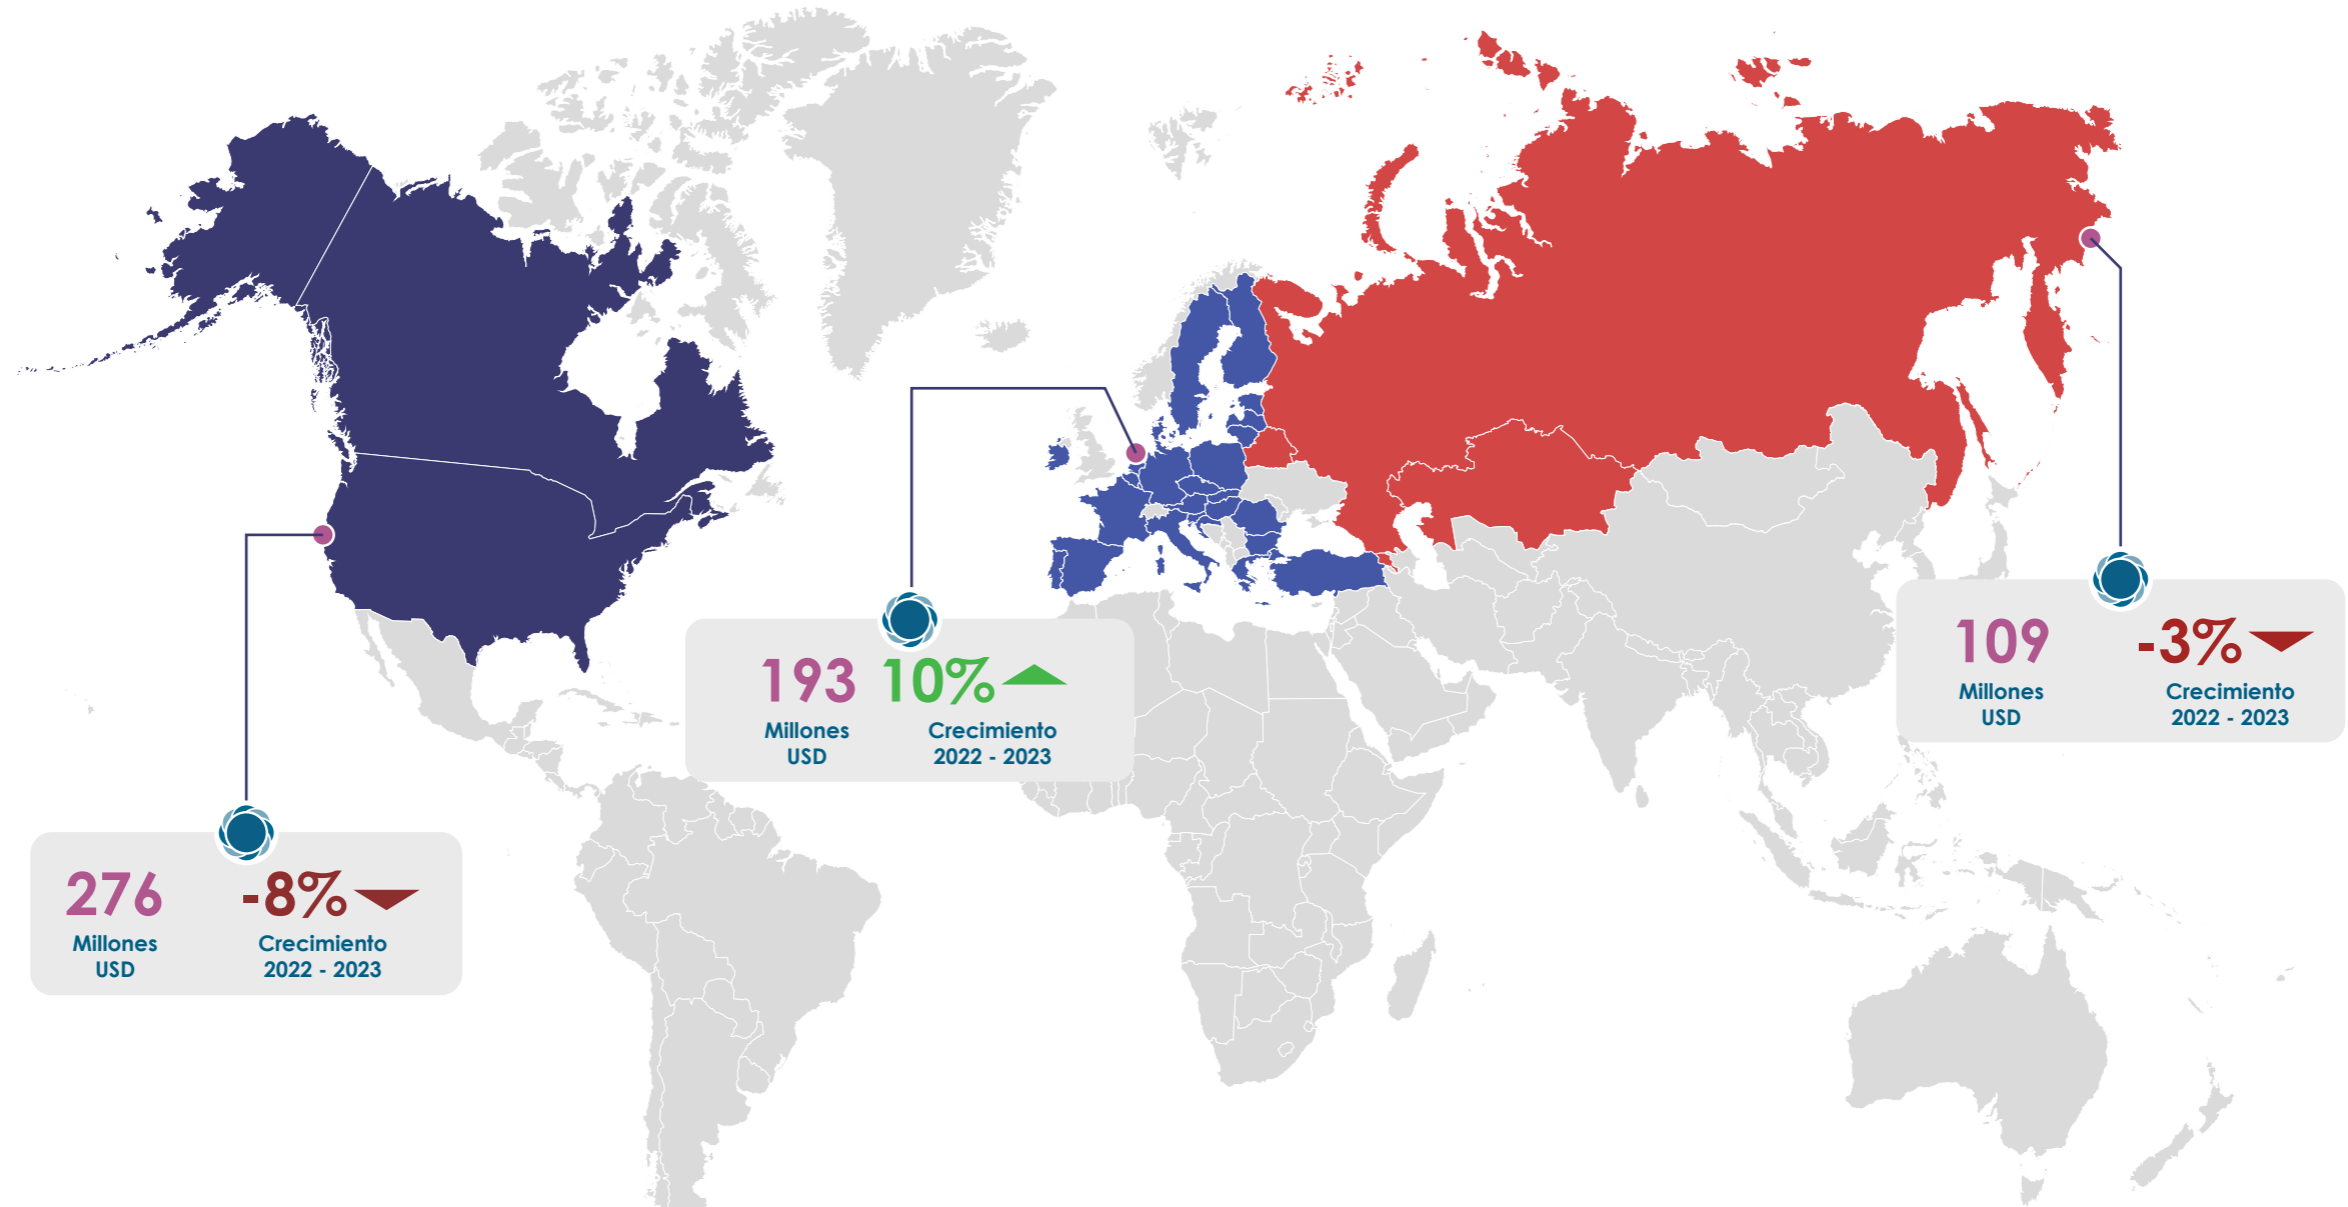 276
-8%
Millones
USD
Crecimiento
2022 - 2023
193
10%
Millones
USD
Crecimiento
2022 - 2023
109
-3%
Millones
USD
Crecimiento
2022 - 2023